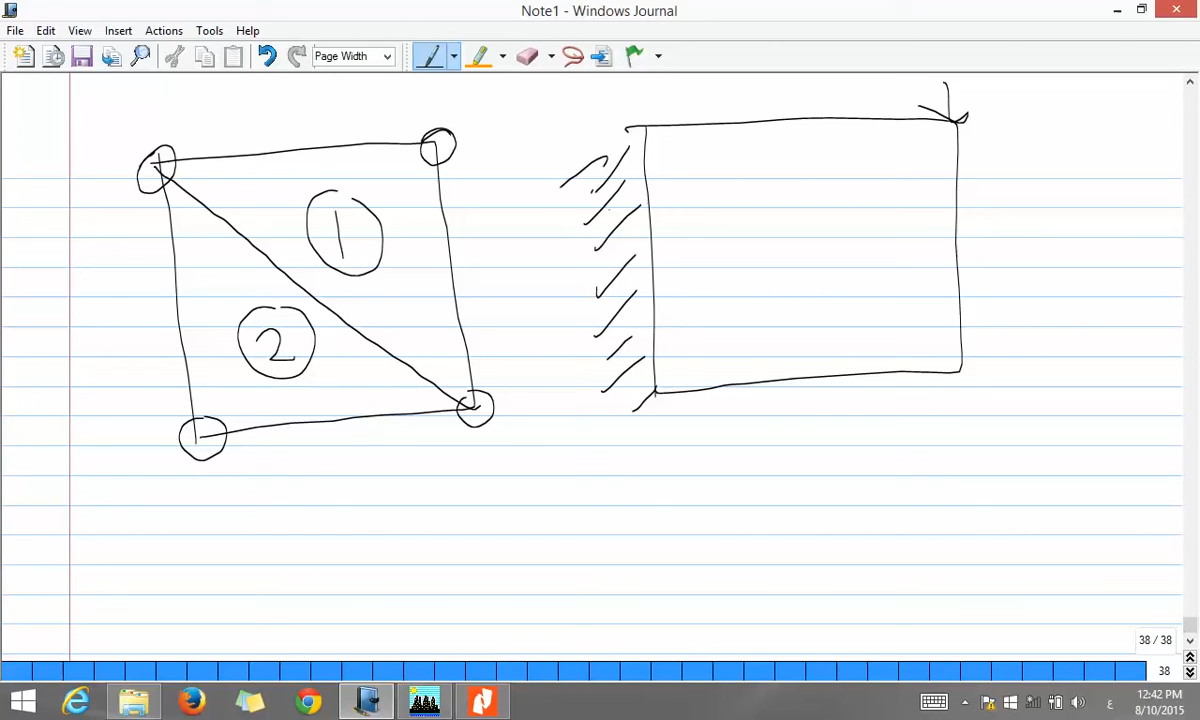 Note1 - Windows Journal
File Edit View Insert Actions Tools Help
Page Width
1
2
38 / 38
38
ع 12:42 PM
8/10/2015